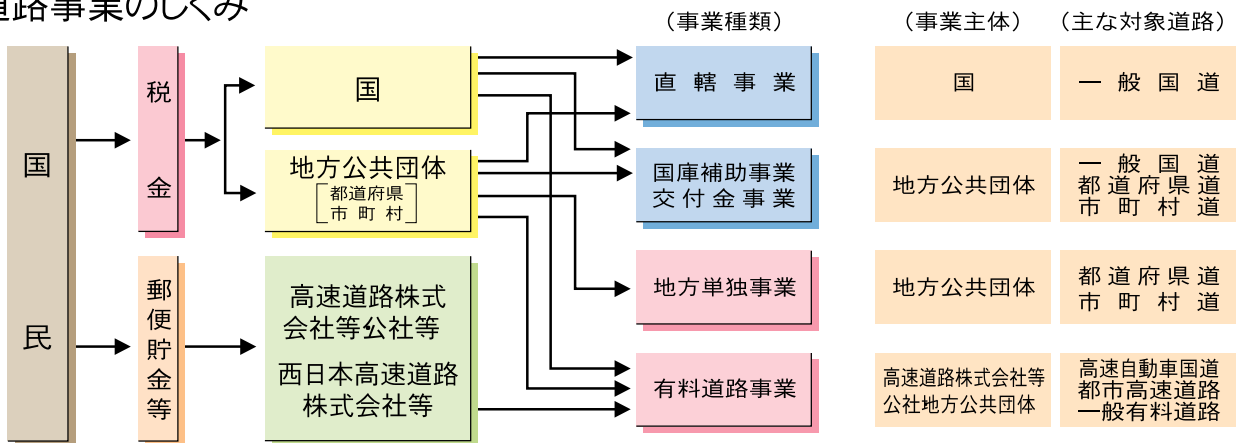 道路事業のしくみ
（事業種類）
（事業主体）
（主な対象道路）
国民
税金
郵便貯金等
国
地方公共団体
都道府県
市町村
高速道路株式
会社等・公社等
西日本高速道路
株式会社等
直轄事業
国
一般国道
国庫補助事業
交付金事業
地方公共団体
一般国道
都道府県道
市町村道
地方単独事業
地方公共団体
都道府県道
市町村道
有料道路事業
高速道路株式会社等
公社・地方公共団体
高速自動車国道
都市高速道路
一般有料道路